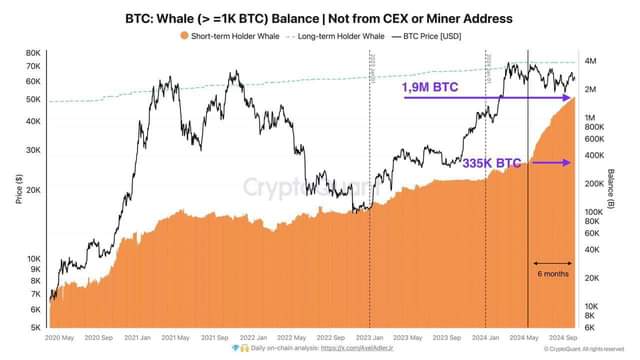 BTC: Whale (> =1K BTC) Balance | Not from CEX or Miner Address
Short-term Holder Whale Long-term Holder Whale BTC Price [USD]
80K
70K
60K
50K
40K
30K
20K
10K
9K
8K
7K
6K
5K
Price ($)
1,9M BTC
335K BTC
CryptoQuant
6 months
4M
2M
1M
800K
600K
400K
200K
100K
80K
60K
40K
20K
10K
8K
6K
Balance (B)
2020 May 2020 Sep 2021 Jan 2021 May 2021 Sep 2022 Jan 2022 May 2022 Sep 2023 Jan 2023 May 2023 Sep 2024 Jan 2024 May 2024 Sep
Daily on-chain analysis: https://x.com/AxelAdlerJr
© CryptoQuant. All rights reserved